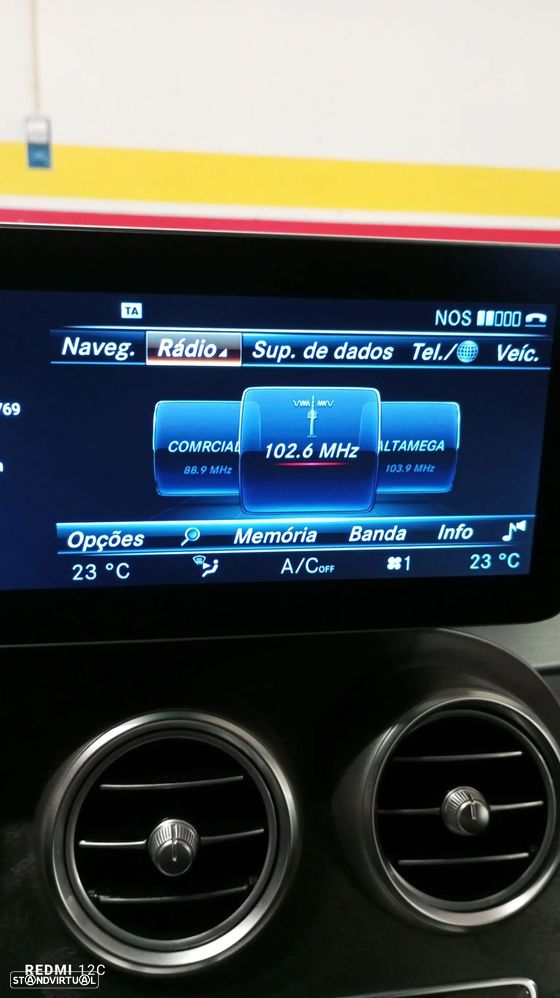 TA
NOS
Naveg. Rádio Sup. de dados Tel./ Veíc.
769
COMRCIAL 102.6 MHz ALTAMEGA
88.9 MHz 103.9 MHz
Opções Memória Banda Info
23 °C A/C OFF 1 23 °C
REDMI 12C
STANDVIRTUAL